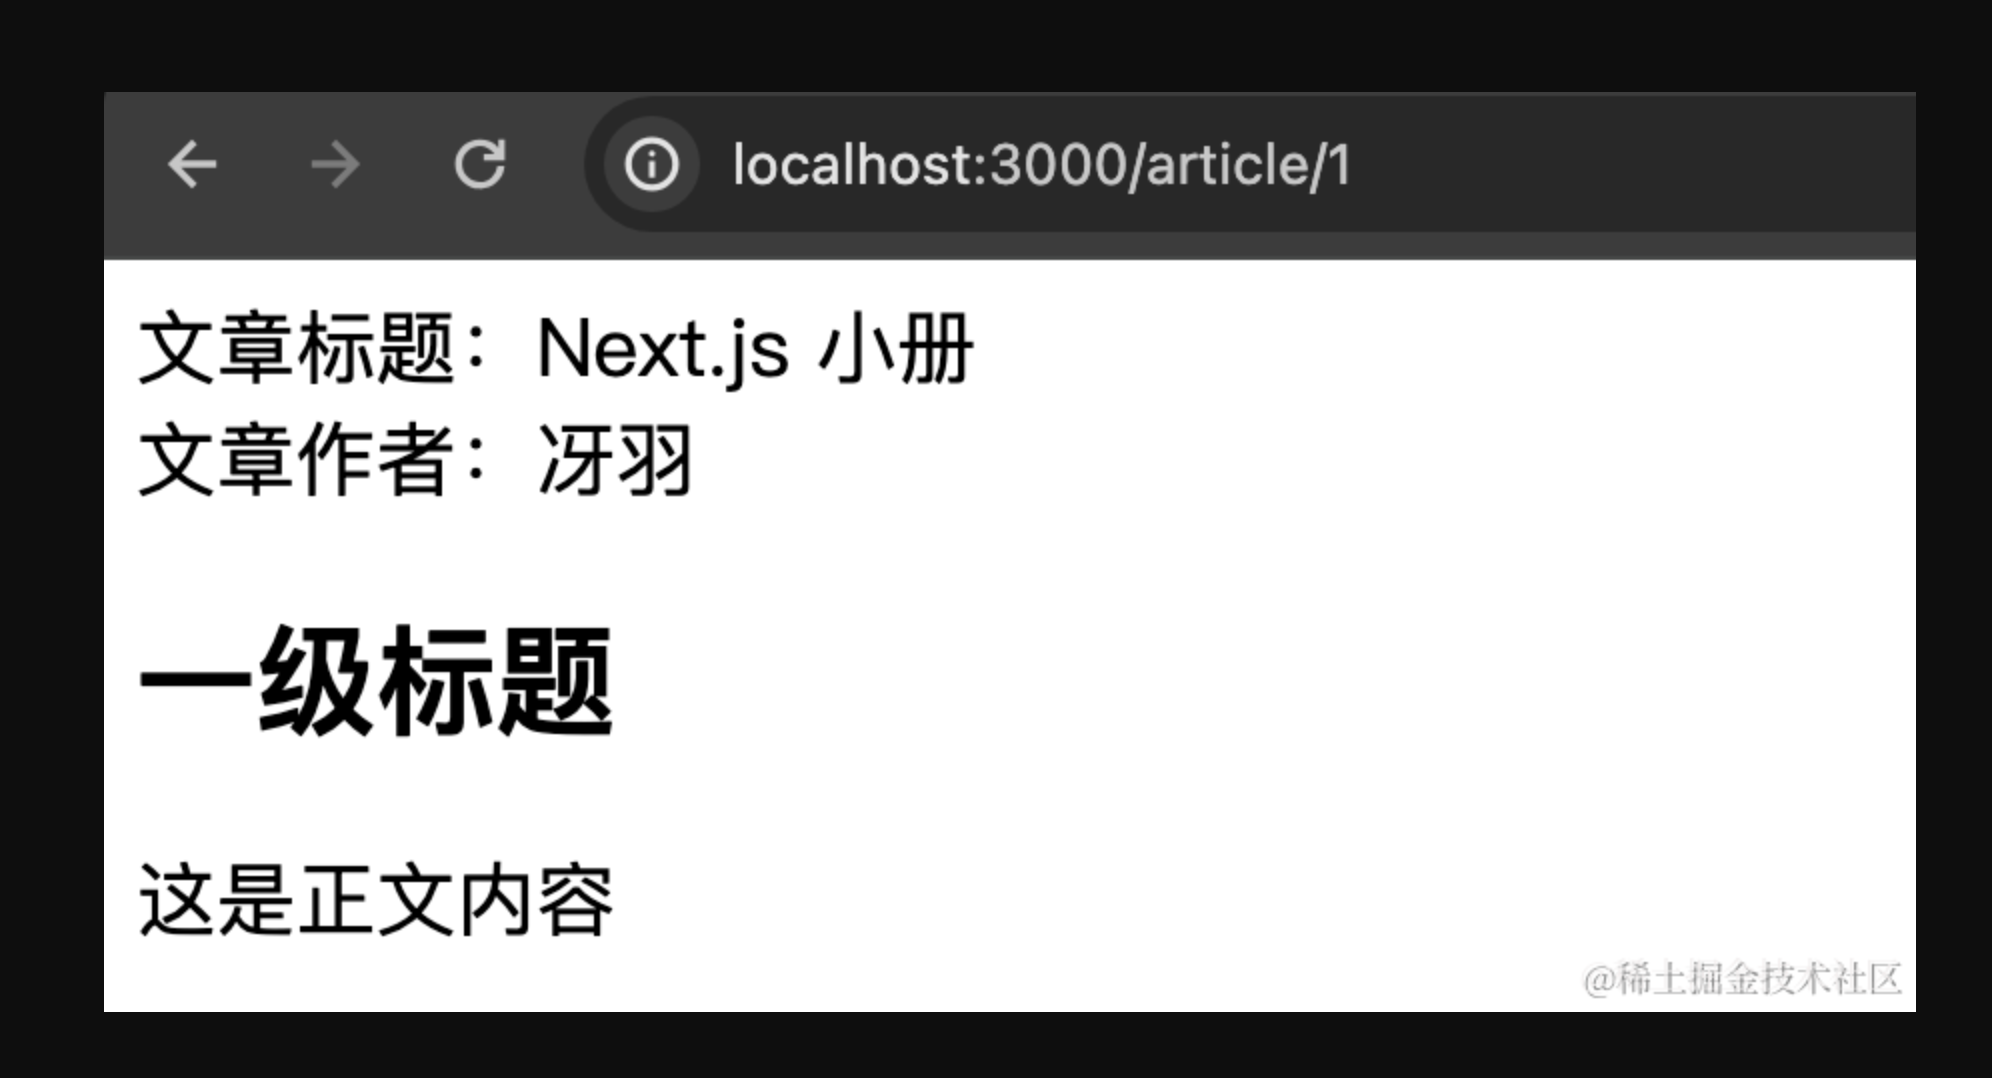 localhost:3000/article/1
文章标题：Next.js 小册
文章作者：冴羽
一级标题
这是正文内容
@稀土掘金技术社区